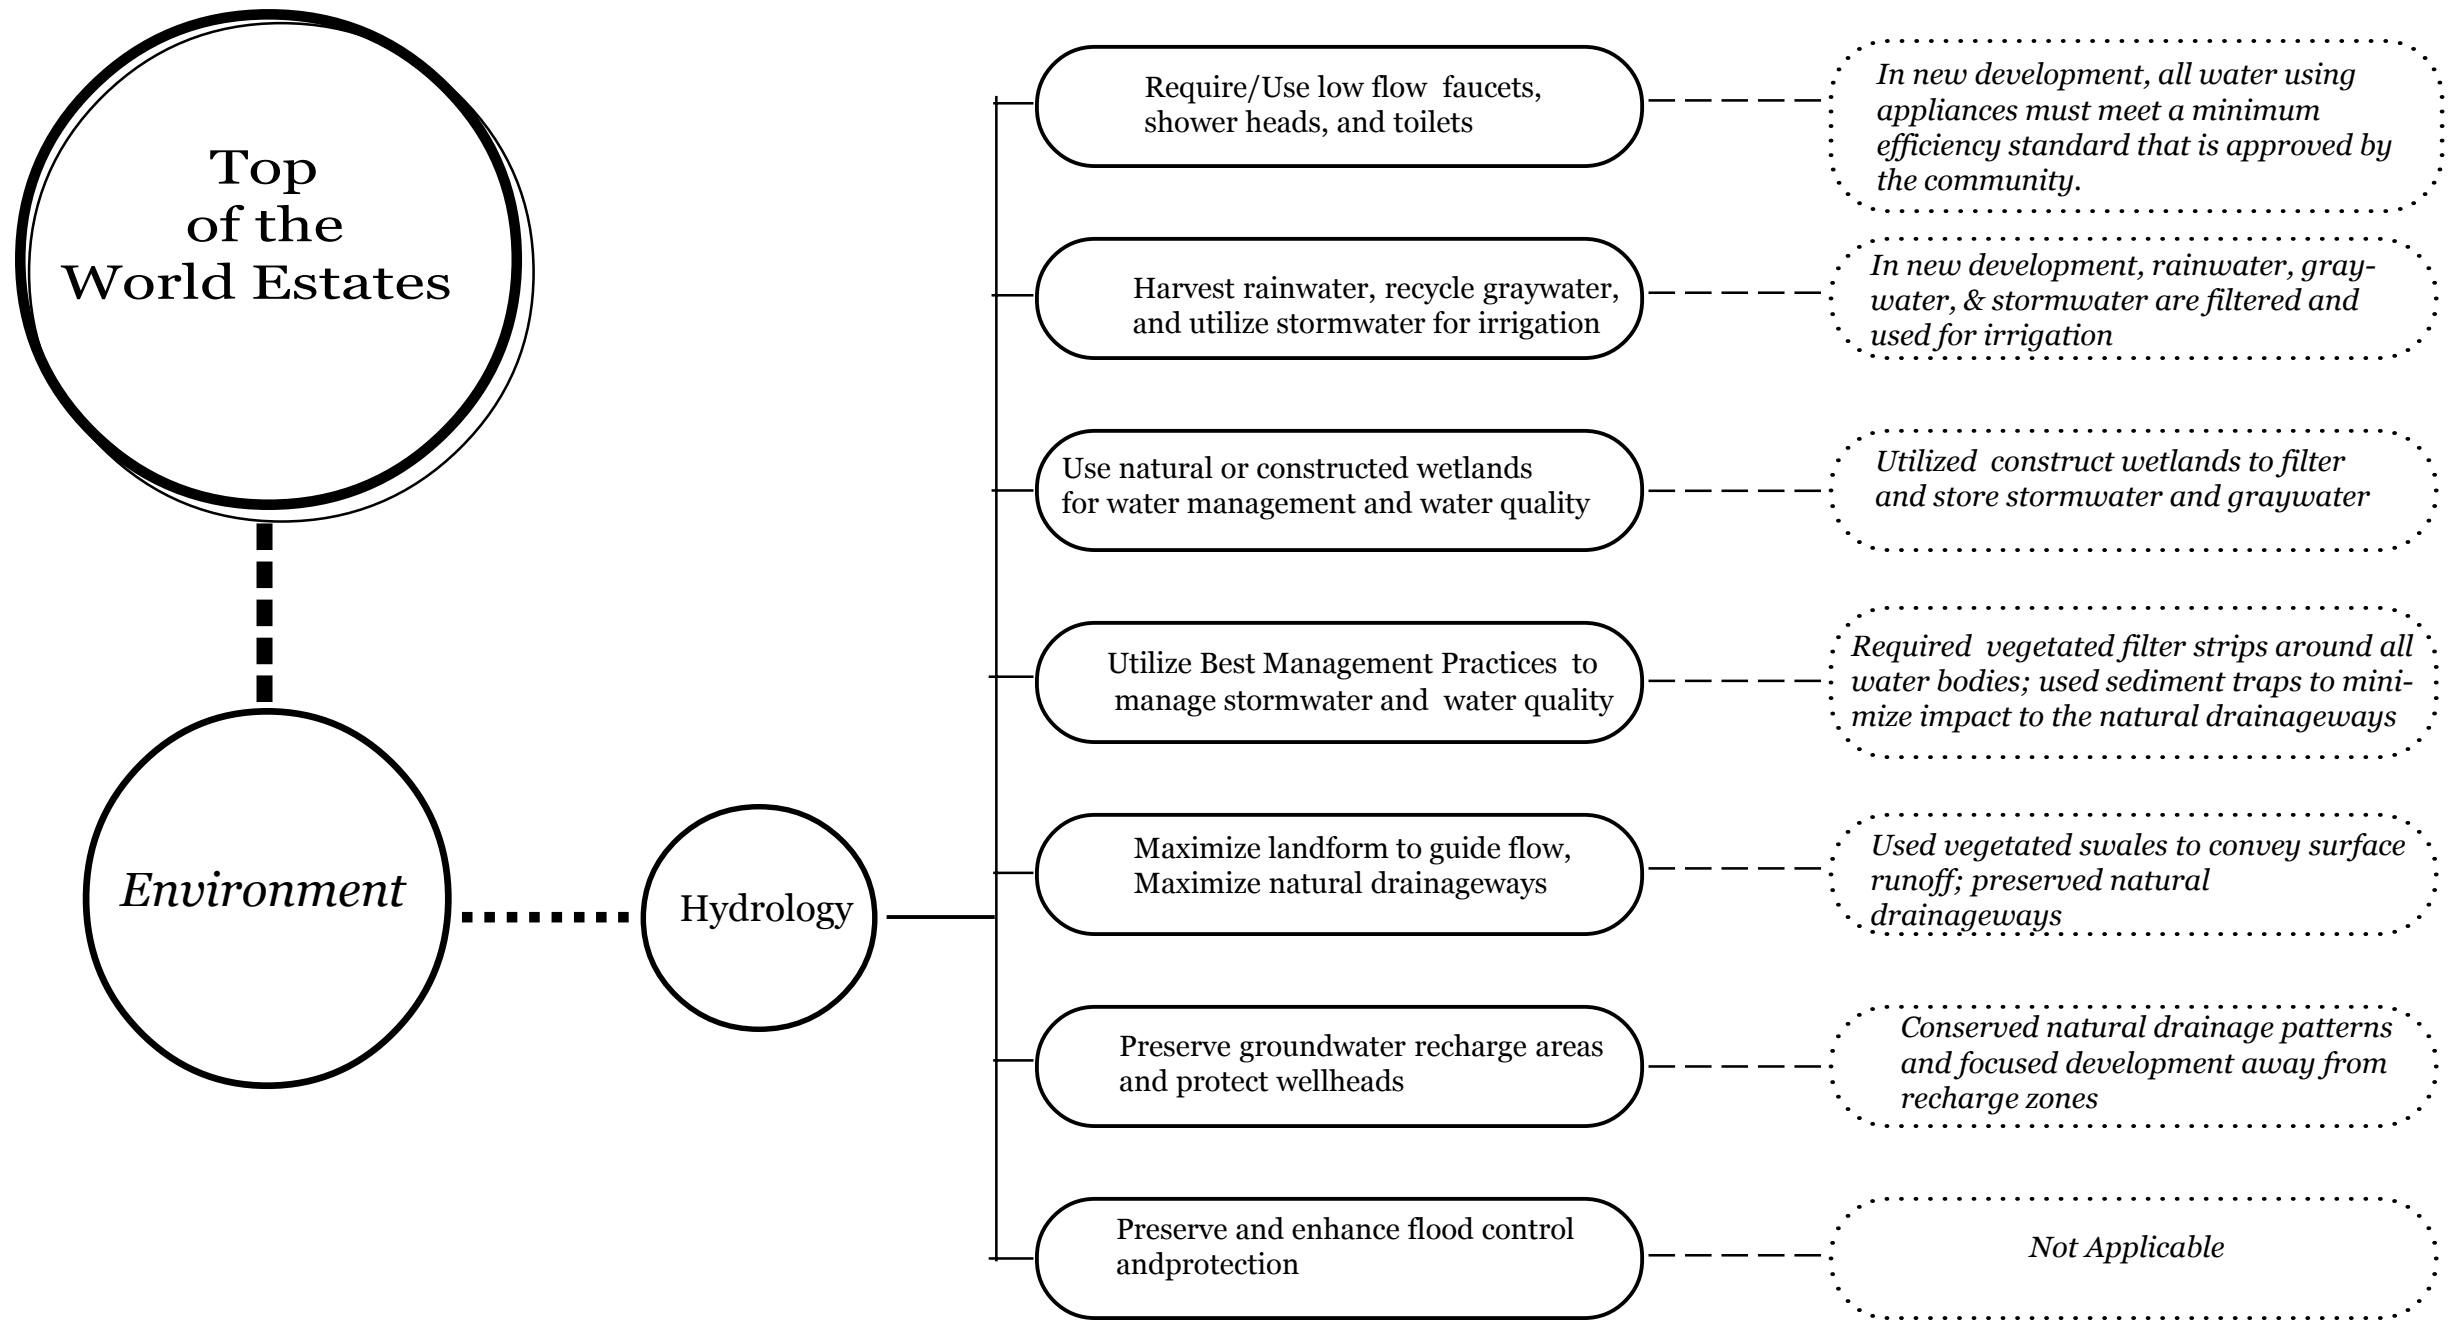 Top
of the
World Estates
Environment
Hydrology
Require/Use low flow faucets,
shower heads, and toilets
In new development, all water using
appliances must meet a minimum
efficiency standard that is approved by
the community.
Harvest rainwater, recycle graywater,
and utilize stormwater for irrigation
In new development, rainwater, gray-
water, & stormwater are filtered and
used for irrigation
Use natural or constructed wetlands
for water management and water quality
Utilized construct wetlands to filter
and store stormwater and graywater
Utilize Best Management Practices to
manage stormwater and water quality
Required vegetated filter strips around all
water bodies; used sediment traps to mini-
mize impact to the natural drainageways
Maximize landform to guide flow,
Maximize natural drainageways
Used vegetated swales to convey surface
runoff; preserved natural
drainageways
Preserve groundwater recharge areas
and protect wellheads
Conserved natural drainage patterns
and focused development away from
recharge zones
Preserve and enhance flood control
andprotection
Not Applicable